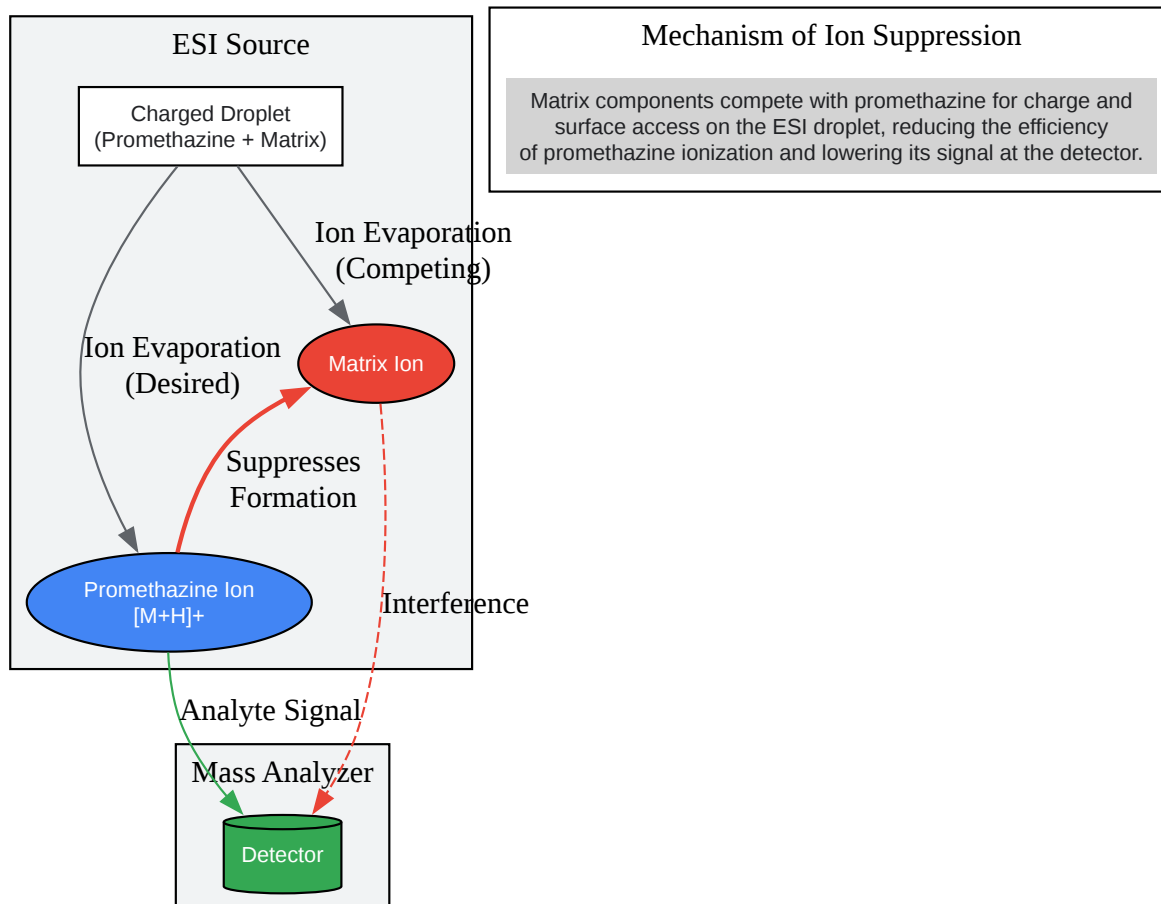 ESI Source
Charged Droplet
(Promethazine + Matrix)
Mechanism of Ion Suppression
Matrix components compete with promethazine for charge and
surface access on the ESI droplet, reducing the efficiency
of promethazine ionization and lowering its signal at the detector.
Ion Evaporation
(Competing)
Ion Evaporation
(Desired)
Matrix Ion
Suppresses
Formation
Promethazine Ion
[M+H]+
Interference
Analyte Signal
Mass Analyzer
Detector